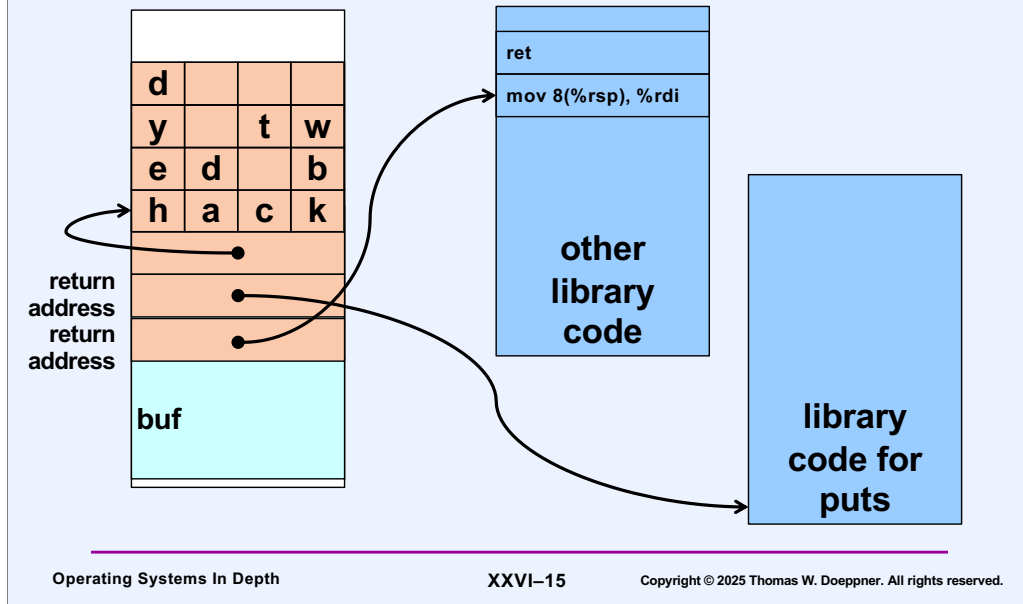 d
y t w
e d b
h a c k
return
address
return
address
buf
ret
mov 8(%rsp), %rdi
other
library
code
library
code for
puts
Operating Systems In Depth
XXVI–15
Copyright © 2025 Thomas W. Doeppner. All rights reserved.